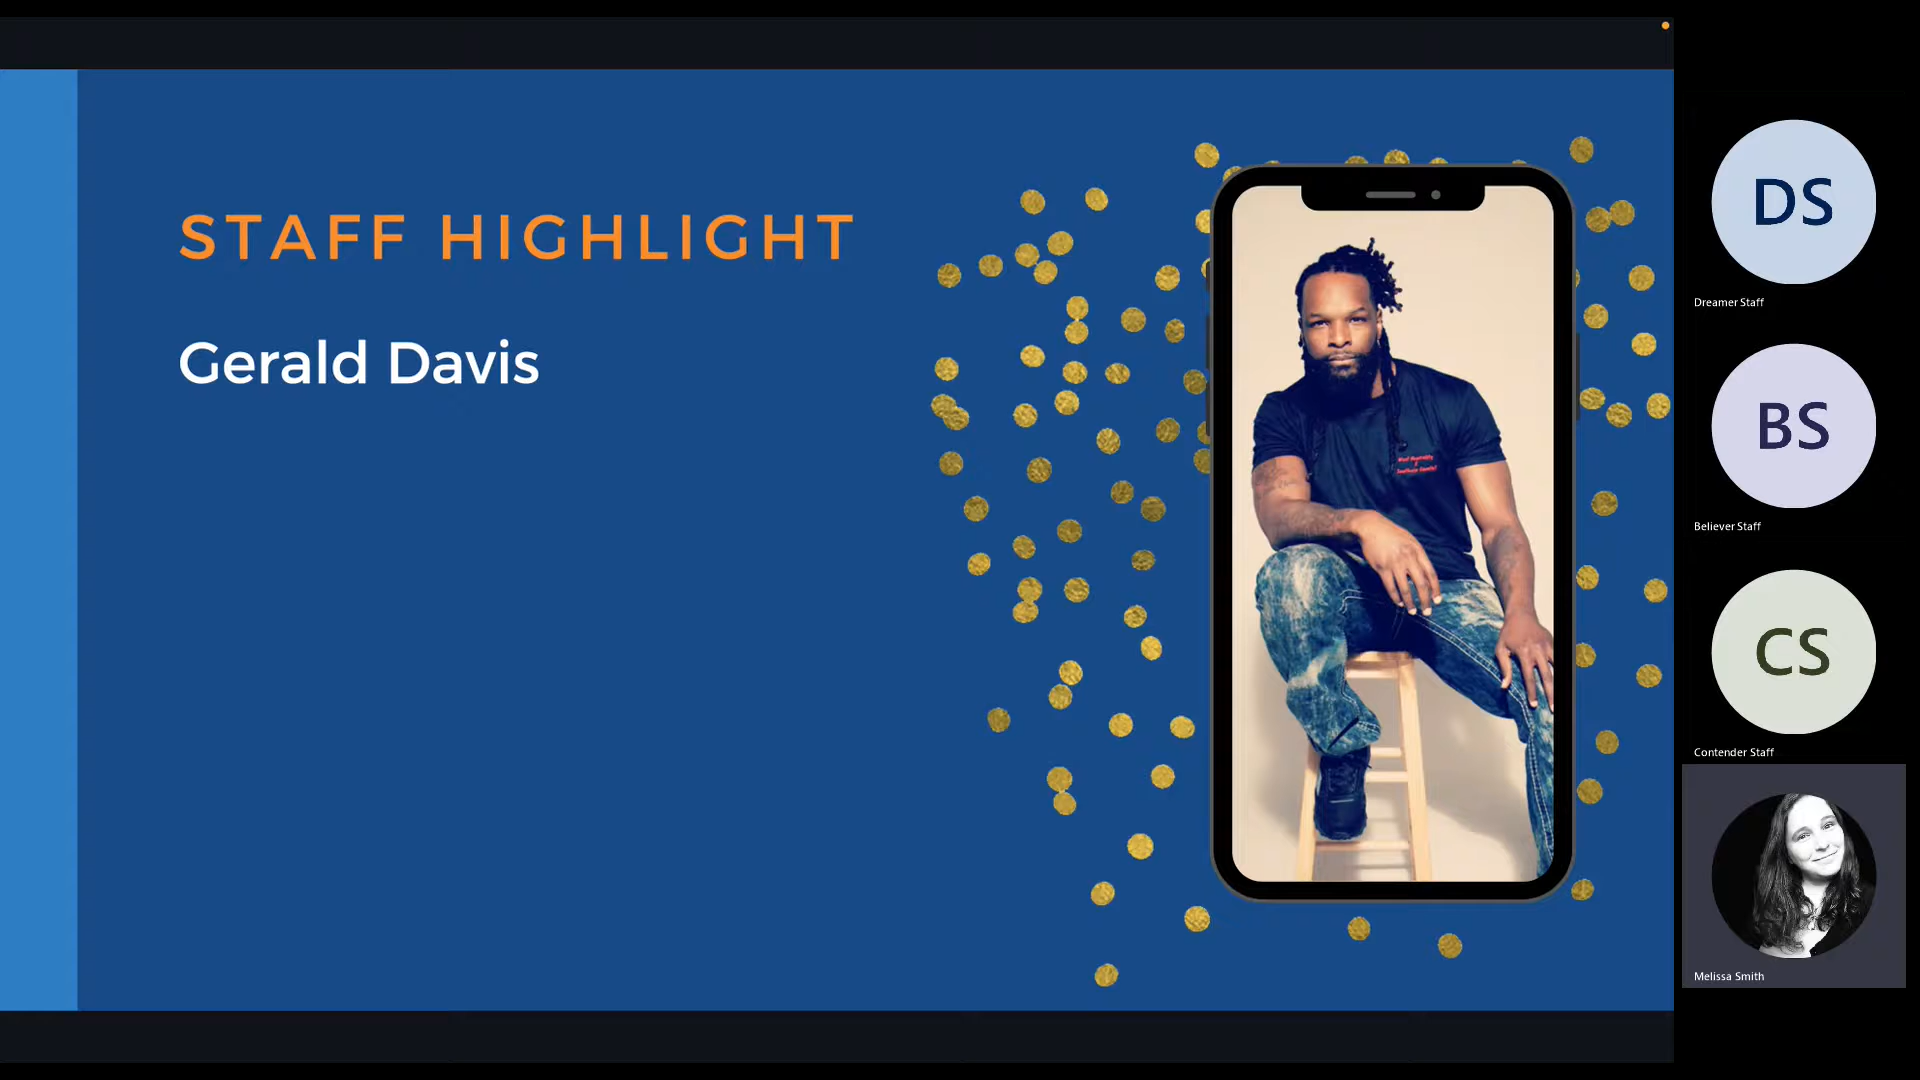 STAFF HIGHLIGHT
Gerald Davis
DS
Dreamer Staff
BS
Believer Staff
CS
Contender Staff
Melissa Smith